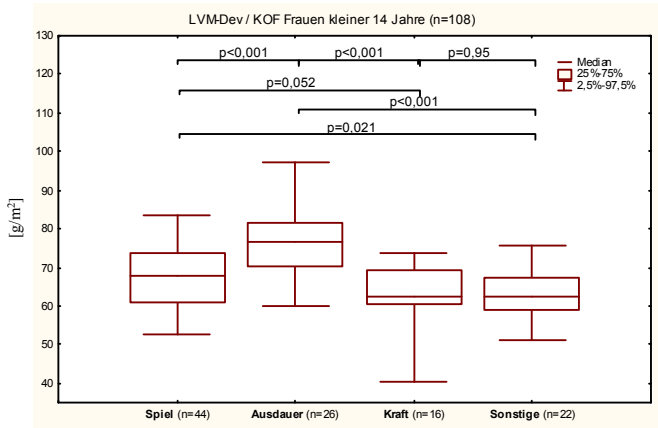 LVM-Dev / KOF Frauen kleiner 14 Jahre (n=108)
130
p<0,001 p<0,001 p=0,95
Median
25%-75%
2,5%-97,5%
120
p=0,052
p<0,001
110
p=0,021
100
90
80
70
60
50
40
[g/m²]
Spiel (n=44) Ausdauer (n=26) Kraft (n=16) Sonstige (n=22)